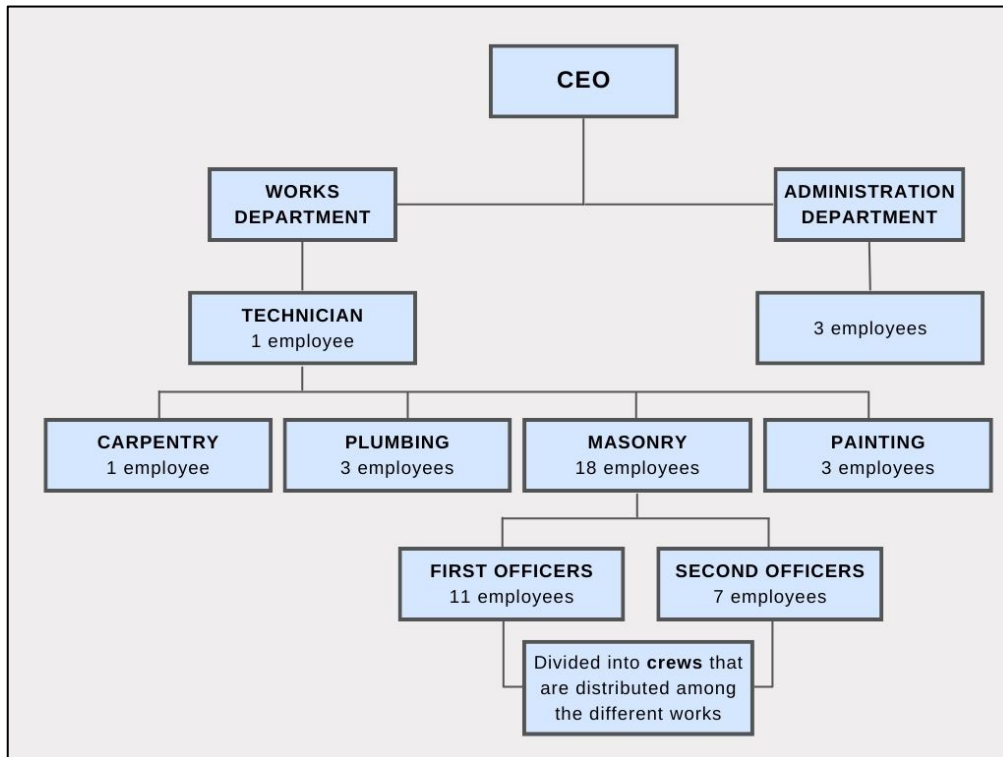 CEO
WORKS
DEPARTMENT
ADMINISTRATION
DEPARTMENT
TECHNICIAN
1 employee
3 employees
CARPENTRY
1 employee
PLUMBING
3 employees
MASONRY
18 employees
PAINTING
3 employees
FIRST OFFICERS
11 employees
SECOND OFFICERS
7 employees
Divided into crews that
are distributed among
the different works